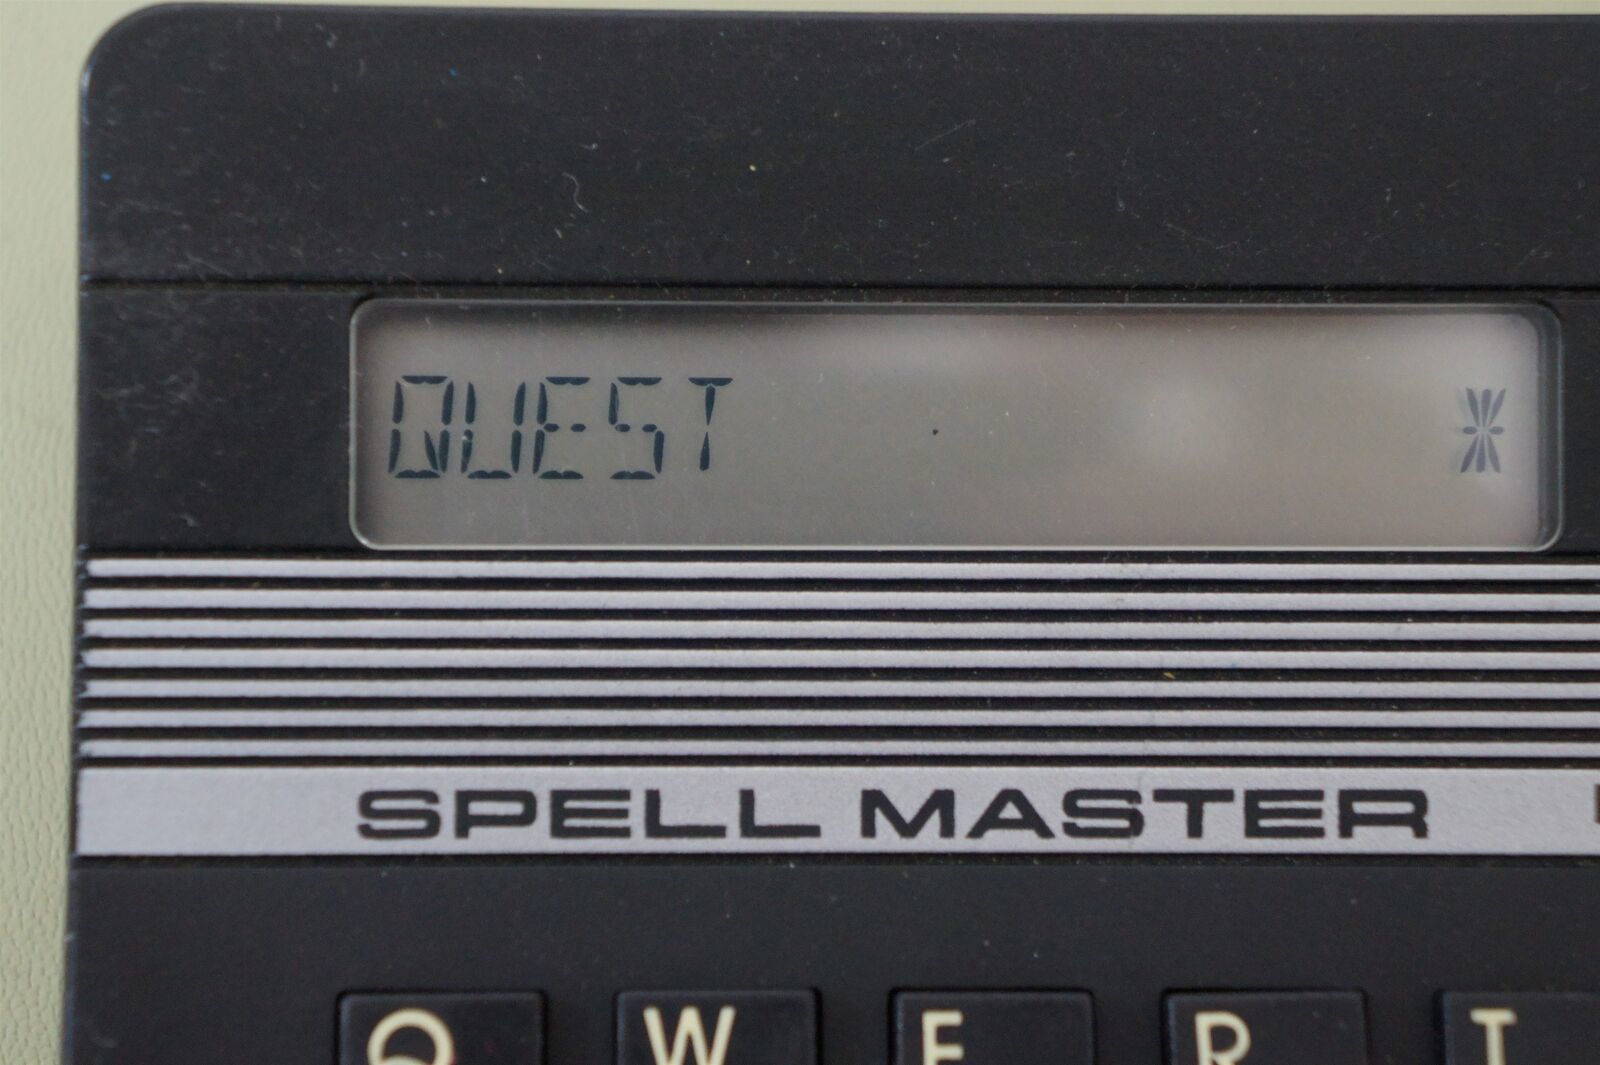 QUEST *
SPELL MASTER
Q W E R T